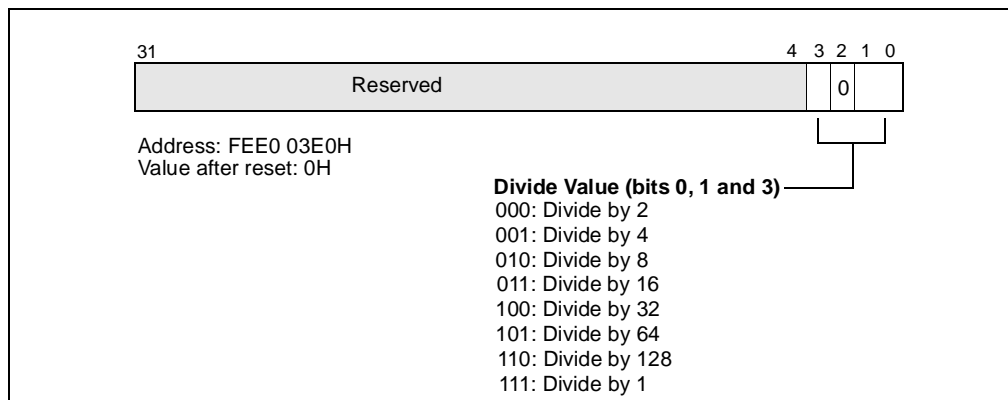 31 4 3 2 1 0
Reserved 0
Address: FEE0 03E0H
Value after reset: 0H
Divide Value (bits 0, 1 and 3)
000: Divide by 2
001: Divide by 4
010: Divide by 8
011: Divide by 16
100: Divide by 32
101: Divide by 64
110: Divide by 128
111: Divide by 1